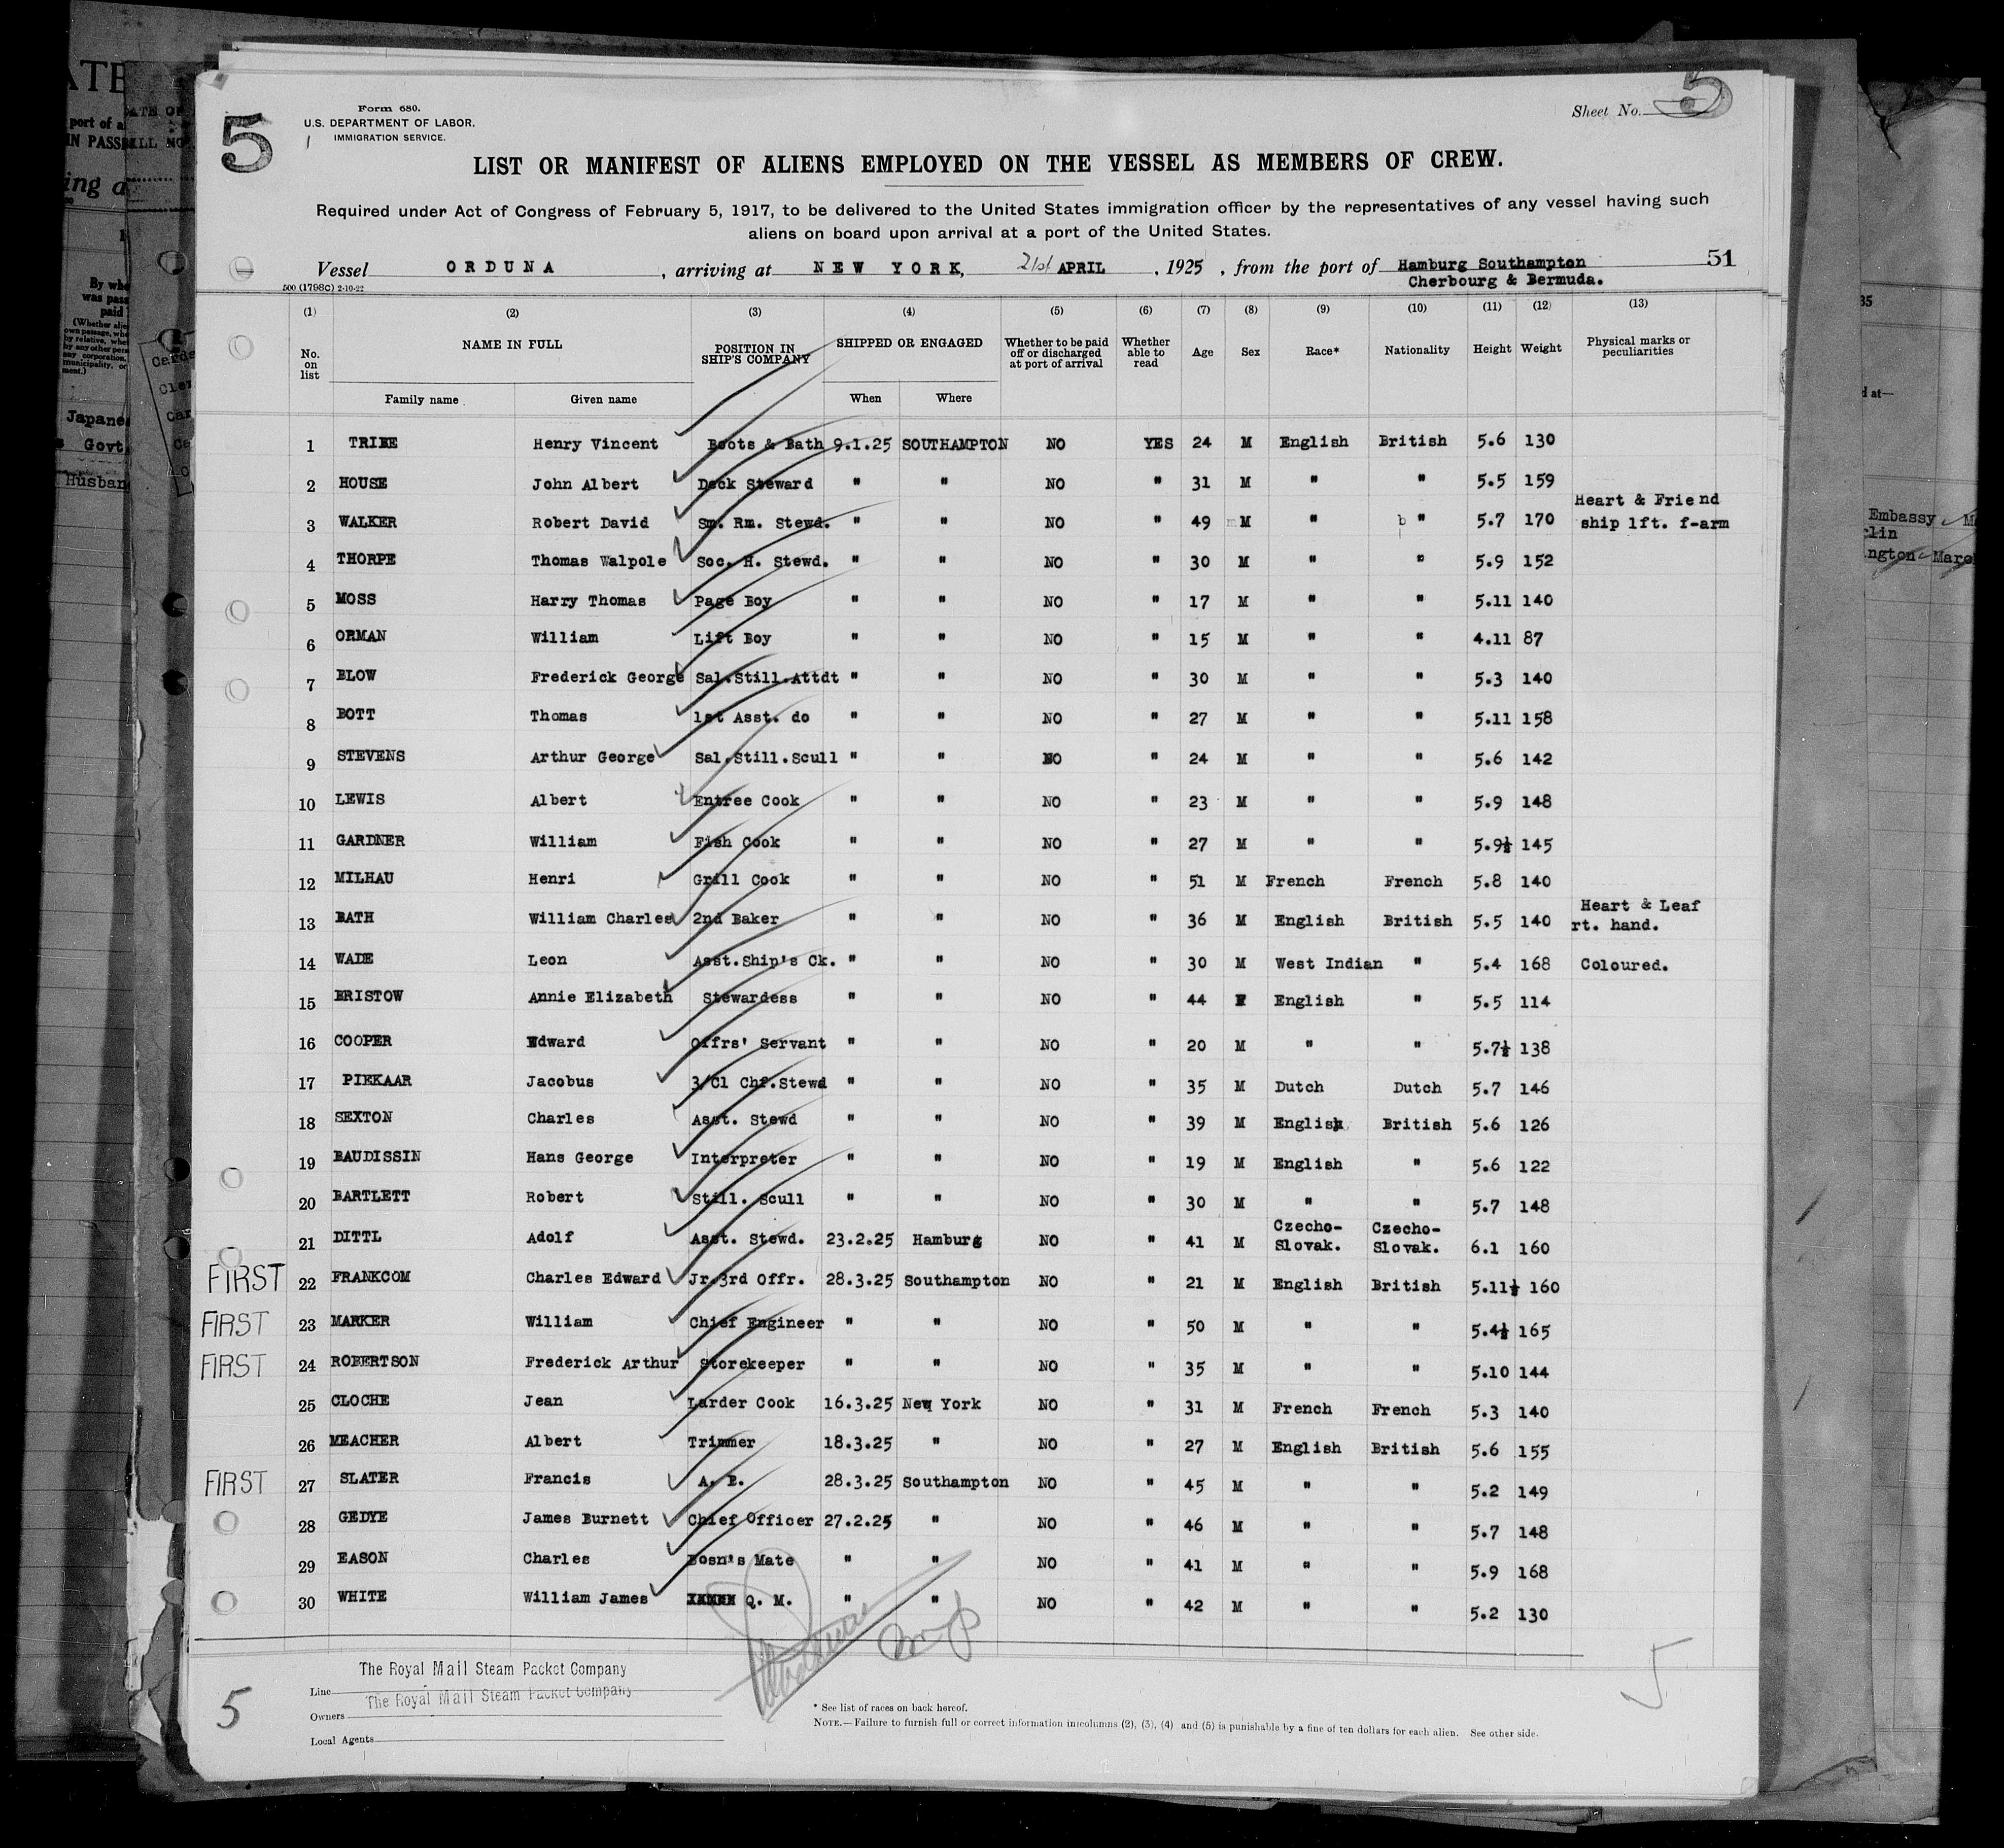 5
Form 680.
U.S. DEPARTMENT OF LABOR.
IMMIGRATION SERVICE.
Sheet No. 5
LIST OR MANIFEST OF ALIENS EMPLOYED ON THE VESSEL AS MEMBERS OF CREW.
Required under Act of Congress of February 5, 1917, to be delivered to the United States immigration officer by the representatives of any vessel having such
aliens on board upon arrival at a port of the United States.
51
Vessel ORDUNA, arriving at NEW YORK, 21st APRIL, 1925, from the port of Hamburg Southampton
Cherbourg & Bermuda.
500 (1798C) 2-10-22
(1) (2) (3) (4) (5) (6) (7) (8) (9) (10) (11) (12) (13)
No. on list NAME IN FULL POSITION IN SHIP'S COMPANY SHIPPED OR ENGAGED Whether to be paid off or discharged at port of arrival Whether able to read Age Sex Race* Nationality Height Weight Physical marks or peculiarities
Family name Given name When Where
1 TRIBE Henry Vincent Boots & Bath 9.1.25 SOUTHAMPTON NO YES 24 M English British 5.6 130
2 HOUSE John Albert Deck Steward " " NO " 31 M " " 5.5 159
3 WALKER Robert David Sm. Rm. Stewd. " " NO " 49 M " b " 5.7 170 Heart & Friend ship lft. f-arm
4 THORPE Thomas Walpole Soc. H. Stewd. " " NO " 30 M " " 5.9 152
5 MOSS Harry Thomas Page Boy " " NO " 17 M " " 5.11 140
6 ORMAN William Lift Boy " " NO " 15 M " " 4.11 87
7 BLOW Frederick George Sal.Still.Attdt " " NO " 30 M " " 5.3 140
8 BOTT Thomas 1st Asst. do " " NO " 27 M " " 5.11 158
9 STEVENS Arthur George Sal.Still.Scull " " NO " 24 M " " 5.6 142
10 LEWIS Albert Entree Cook " " NO " 23 M " " 5.9 148
11 GARDNER William Fish Cook " " NO " 27 M " " 5.9½ 145
12 MILHAU Henri Grill Cook " " NO " 51 M French French 5.8 140
13 BATH William Charles 2nd Baker " " NO " 36 M English British 5.5 140 Heart & Leaf rt. hand.
14 WADE Leon Asst.Ship's Ck. " " NO " 30 M West Indian " 5.4 168 Coloured.
15 BRISTOW Annie Elizabeth Stewardess " " NO " 44 F English " 5.5 114
16 COOPER Edward Offrs' Servant " " NO " 20 M " " 5.7½ 138
17 PIEKAAR Jacobus 3/Cl Chf.Stewd " " NO " 35 M Dutch Dutch 5.7 146
18 SEXTON Charles Asst. Stewd " " NO " 39 M English British 5.6 126
19 BAUDISSIN Hans George Interpreter " " NO " 19 M English " 5.6 122
20 BARTLETT Robert Still. Scull " " NO " 30 M " " 5.7 148
21 DITTL Adolf Asst. Stewd. 23.2.25 Hamburg NO " 41 M Czecho-Slovak. Czecho-Slovak. 6.1 160
FIRST 22 FRANKCOM Charles Edward Jr.3rd Offr. 28.3.25 Southampton NO " 21 M English British 5.11½ 160
FIRST 23 MARKER William Chief Engineer " " NO " 50 M " " 5.4½ 165
FIRST 24 ROBERTSON Frederick Arthur Storekeeper " " NO " 35 M " " 5.10 144
25 CLOCHE Jean Larder Cook 16.3.25 New York NO " 31 M French French 5.3 140
26 MEACHER Albert Trimmer 18.3.25 " NO " 27 M English British 5.6 155
FIRST 27 SLATER Francis A. B. 28.3.25 Southampton NO " 45 M " " 5.2 149
28 GEDYE James Burnett Chief Officer 27.2.25 " NO " 46 M " " 5.7 148
29 EASON Charles Bosn's Mate " " NO " 41 M " " 5.9 168
30 WHITE William James Q. M. " " NO " 42 M " " 5.2 130
5
The Royal Mail Steam Packet Company
Line
The Royal Mail Steam Packet Company
Owners
Local Agents
* See list of races on back hereof.
NOTE.—Failure to furnish full or correct information in columns (2), (3), (4) and (5) is punishable by a fine of ten dollars for each alien. See other side.
5